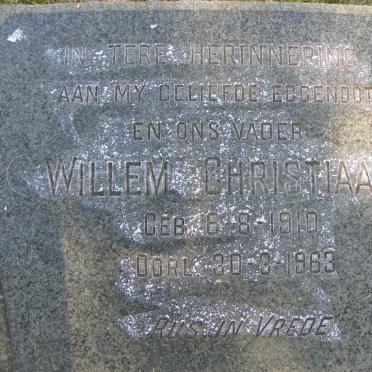 IN TERE HERINNERING
AAN MY GELIEFDE EGGENOOT
EN ONS VADER
WILLEM CHRISTIAA
GEB. 6-8-1910
OORL. 30-3-1963
RUS IN VREDE